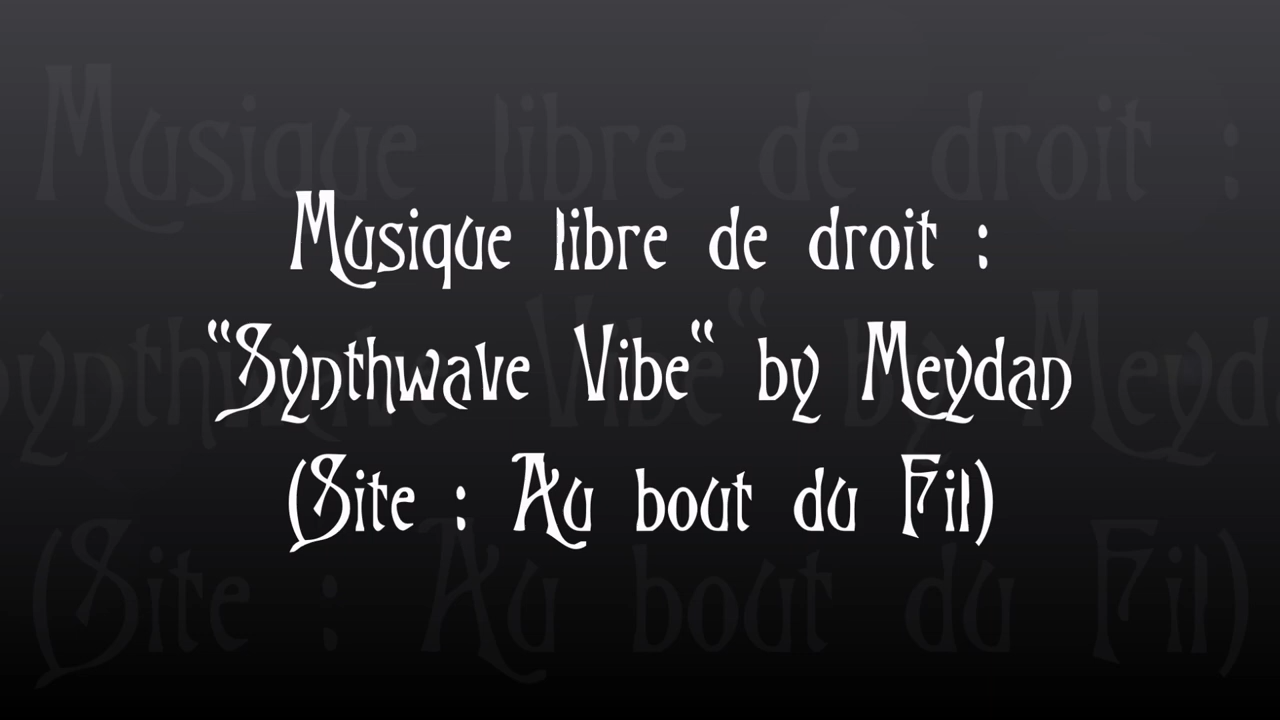 Musique libre de droit :
“Synthwave Vibe“ by Meydan
(Site : Au bout du Fil)